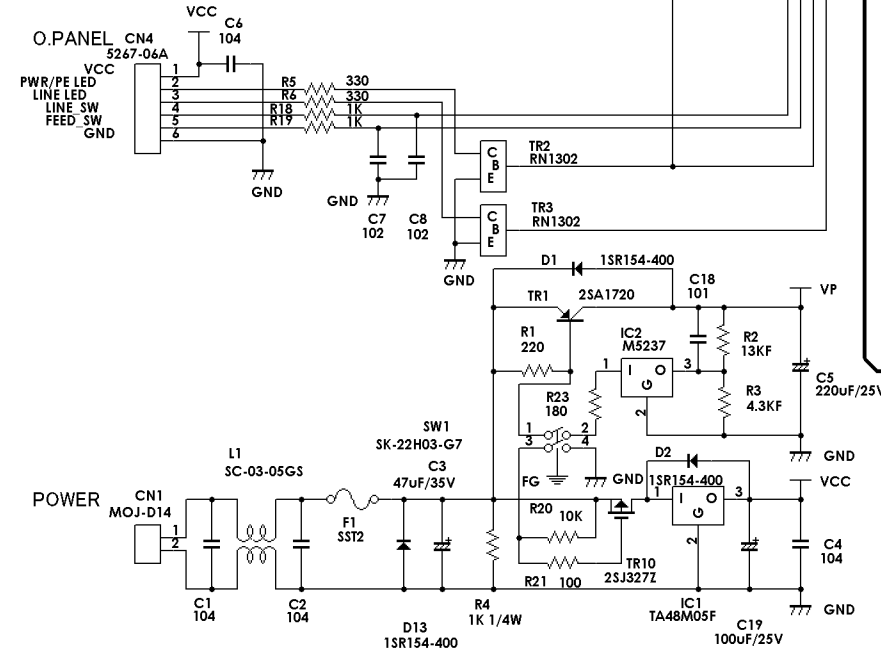 VCC
C6
104
O.PANEL
CN4
5267-06A
VCC 1
PWR/PE LED 2
LINE LED 3
LINE_SW 4
FEED_SW 5
GND 6
R5 330
R6 330
R18 1K
R19 1K
GND
GND
C7
102
C8
102
C
B
E
TR2
RN1302
C
B
E
TR3
RN1302
GND
D1 1SR154-400
TR1 2SA1720
C18
101
VP
R1
220
IC2
M5237
1 I O 3
G
2
R2
13KF
R3
4.3KF
C5
220uF/25V
R23
180
1 2
3 4
SW1
SK-22H03-G7
FG
GND
GND
D2
1SR154-400
VCC
L1
SC-03-05GS
C3
47uF/35V
POWER
CN1
MOJ-D14
1
2
F1
SST2
R20
10K
R21 100
TR10
2SJ327Z
1 I O 3
G
2
C4
104
C1
104
C2
104
D13
1SR154-400
R4
1K 1/4W
IC1
TA48M05F
C19
100uF/25V
GND